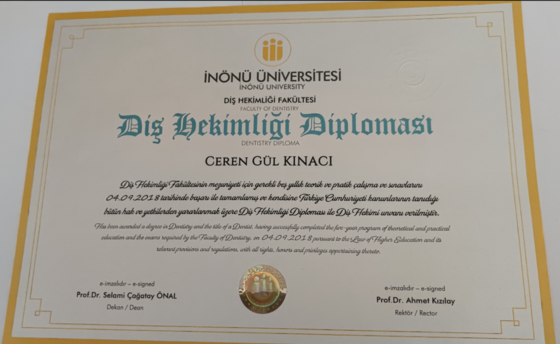 İNÖNÜ ÜNİVERSİTESİ
İNÖNÜ UNIVERSITY
DİŞ HEKİMLİĞİ FAKÜLTESİ
FACULTY OF DENTISTRY
Diş Hekimliği Diploması
DENTISTRY DIPLOMA
CEREN GÜL KINACI
Diş Hekimliği Fakültesinin mezuniyeti için gerekli beş yıllık teorik ve pratik çalışma ve sınavlarını
04.09.2018 tarihinde başarı ile tamamlamış ve kendisine Türkiye Cumhuriyeti kanunlarının tanıdığı
bütün hak ve yetkilerden yararlanmak üzere Diş Hekimliği Diploması ile Diş Hekimi unvanı verilmiştir.
Has been awarded a degree in Dentistry and the title of a Dentist, having succesfully completed the five-year program of theoretical and practical
education and the exams required by the Faculty of Dentistry, on 04.09.2018 pursuant to the Law of Higher Education and its
related provisions and regulations, with all rights, honors and privileges appertaining thereto.
e-imzalıdır – e-signed
Prof.Dr. Selami Çağatay ÖNAL
Dekan / Dean
e-imzalıdır – e-signed
Prof.Dr. Ahmet Kızılay
Rektör / Rector